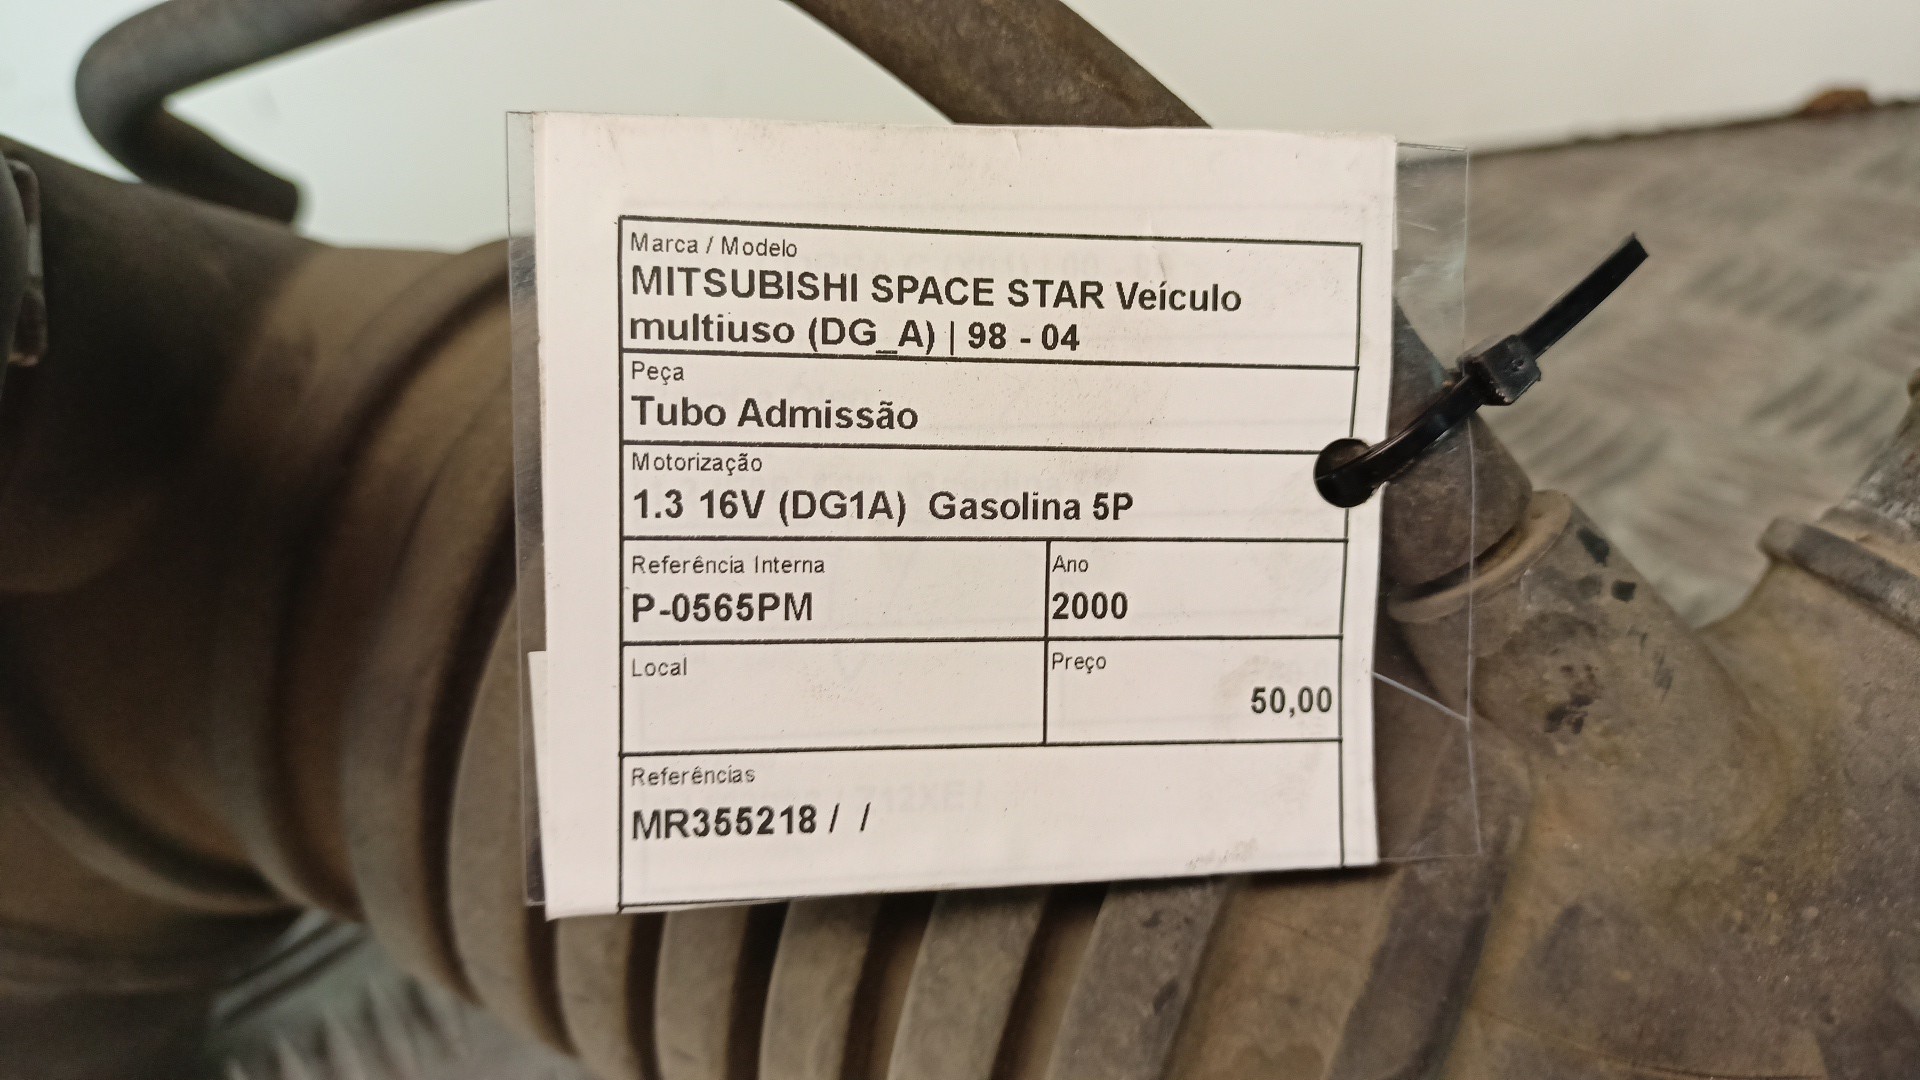 Marca / Modelo
MITSUBISHI SPACE STAR Veículo
multiuso (DG_A) | 98 - 04
Peça
Tubo Admissão
Motorização
1.3 16V (DG1A) Gasolina 5P
Referência Interna
P-0565PM
Ano
2000
Local
Preço
50,00
Referências
MR355218 / /